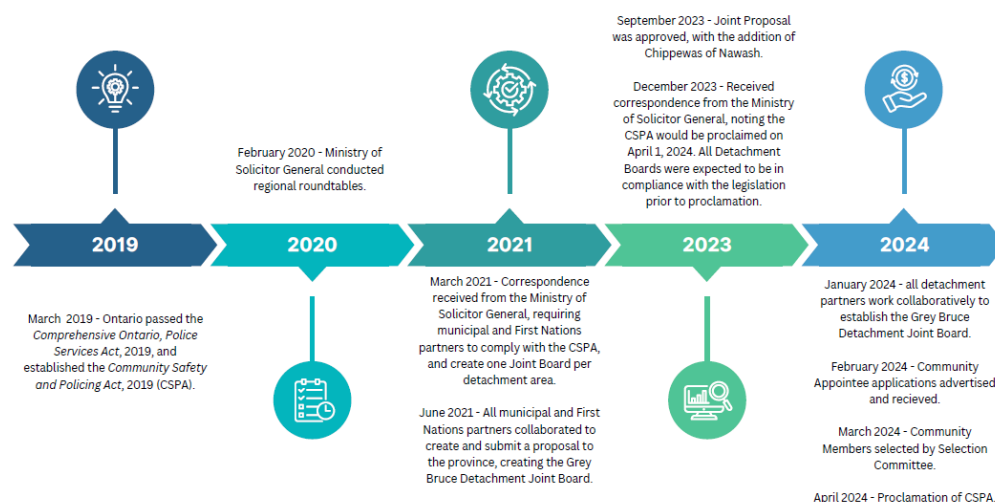 2019
March 2019 - Ontario passed the
Comprehensive Ontario, Police
Services Act, 2019, and
established the Community Safety
and Policing Act, 2019 (CSPA).
February 2020 - Ministry of
Solicitor General conducted
regional roundtables.
2020
2021
March 2021 - Correspondence
received from the Ministry of
Solicitor General, requiring
municipal and First Nations
partners to comply with the CSPA,
and create one Joint Board per
detachment area.
June 2021 - All municipal and First
Nations partners collaborated to
create and submit a proposal to
the province, creating the Grey
Bruce Detachment Joint Board.
September 2023 - Joint Proposal
was approved, with the addition of
Chippewas of Nawash.
December 2023 - Received
correspondence from the Ministry
of Solicitor General, noting the
CSPA would be proclaimed on
April 1, 2024. All Detachment
Boards were expected to be in
compliance with the legislation
prior to proclamation.
2023
2024
January 2024 - all detachment
partners work collaboratively to
establish the Grey Bruce
Detachment Joint Board.
February 2024 - Community
Appointee applications advertised
and recieved.
March 2024 - Community
Members selected by Selection
Committee.
April 2024 - Proclamation of CSPA.